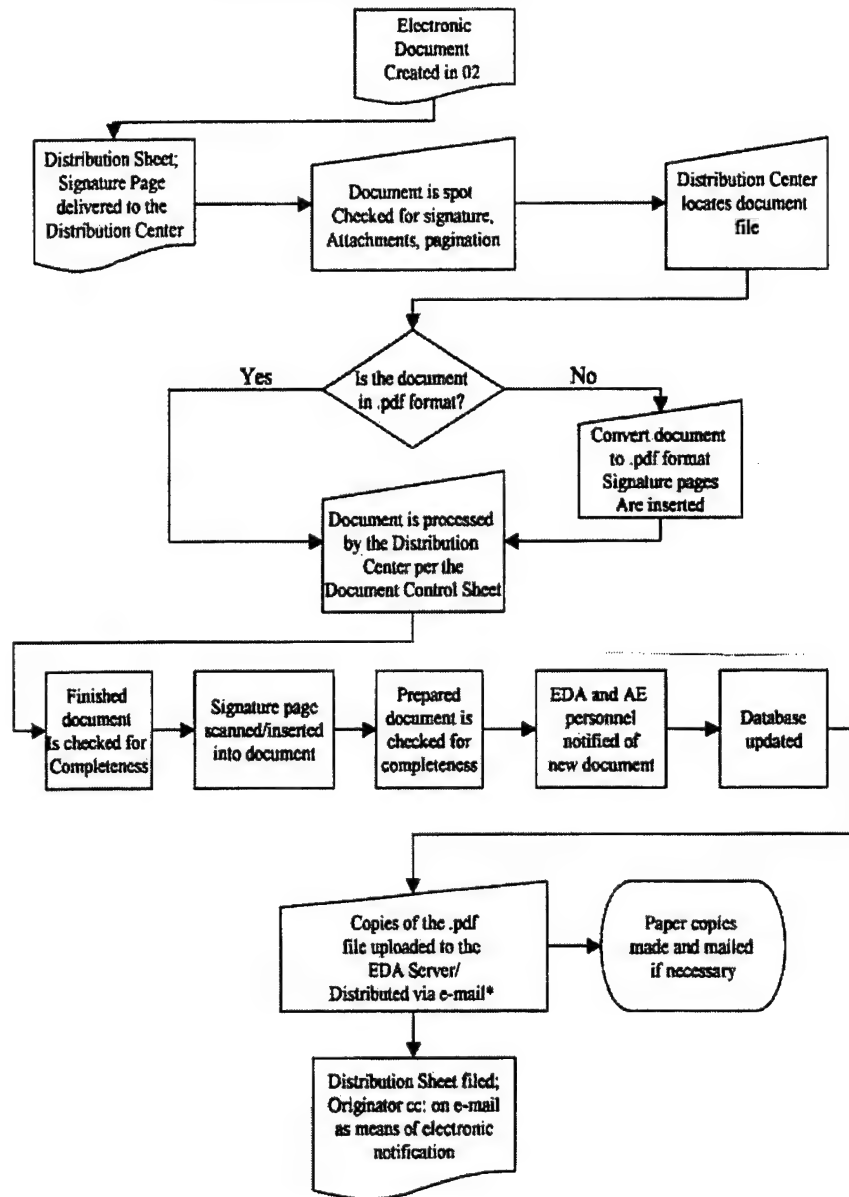 Electronic
Document
Created in 02
Distribution Sheet;
Signature Page
delivered to the
Distribution Center
Document is spot
Checked for signature,
Attachments, pagination
Distribution Center
locates document
file
Yes
Is the document
in .pdf format?
No
Convert document
to .pdf format
Signature pages
Are inserted
Document is processed
by the Distribution
Center per the
Document Control Sheet
Finished
document
is checked for
Completeness
Signature page
scanned/inserted
into document
Prepared
document is
checked for
completeness
EDA and AE
personnel
notified of
new document
Database
updated
Copies of the .pdf
file uploaded to the
EDA Server/
Distributed via e-mail*
Paper copies
made and mailed
if necessary
Distribution Sheet filed;
Originator cc: on e-mail
as means of electronic
notification